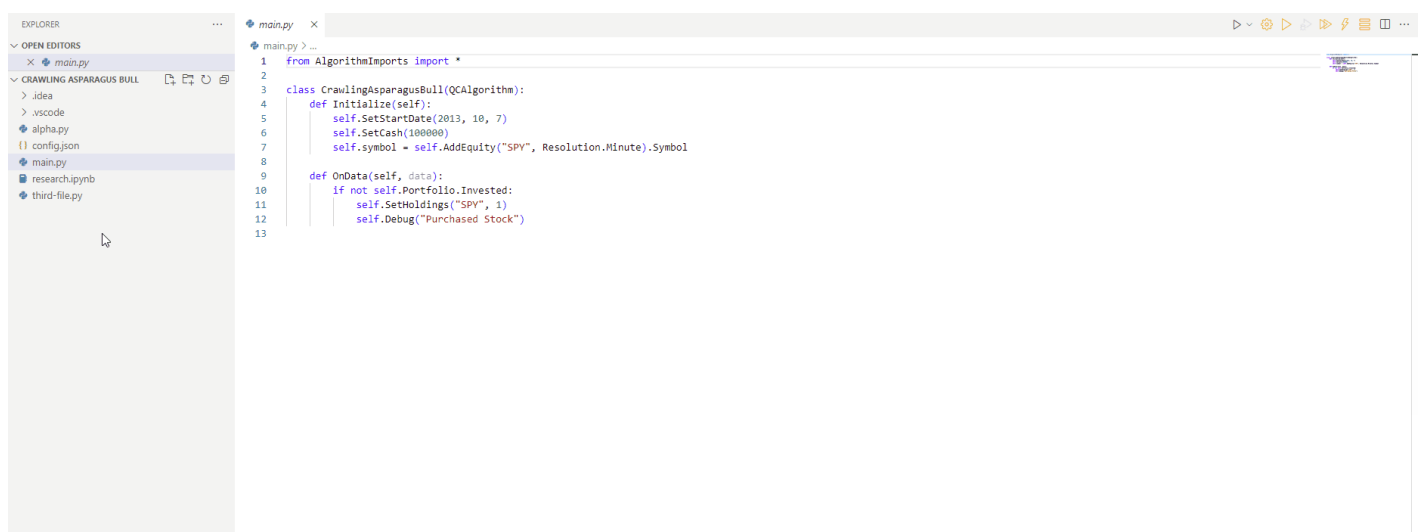 EXPLORER
OPEN EDITORS
main.py
CRAWLING ASPARAGUS BULL
.idea
.vscode
alpha.py
config.json
main.py
research.ipynb
third-file.py
main.py
main.py > ...
1 from AlgorithmImports import *
2
3 class CrawlingAsparagusBull(QCAlgorithm):
4     def Initialize(self):
5         self.SetStartDate(2013, 10, 7)
6         self.SetCash(100000)
7         self.symbol = self.AddEquity("SPY", Resolution.Minute).Symbol
8
9     def OnData(self, data):
10         if not self.Portfolio.Invested:
11             self.SetHoldings("SPY", 1)
12             self.Debug("Purchased Stock")
13